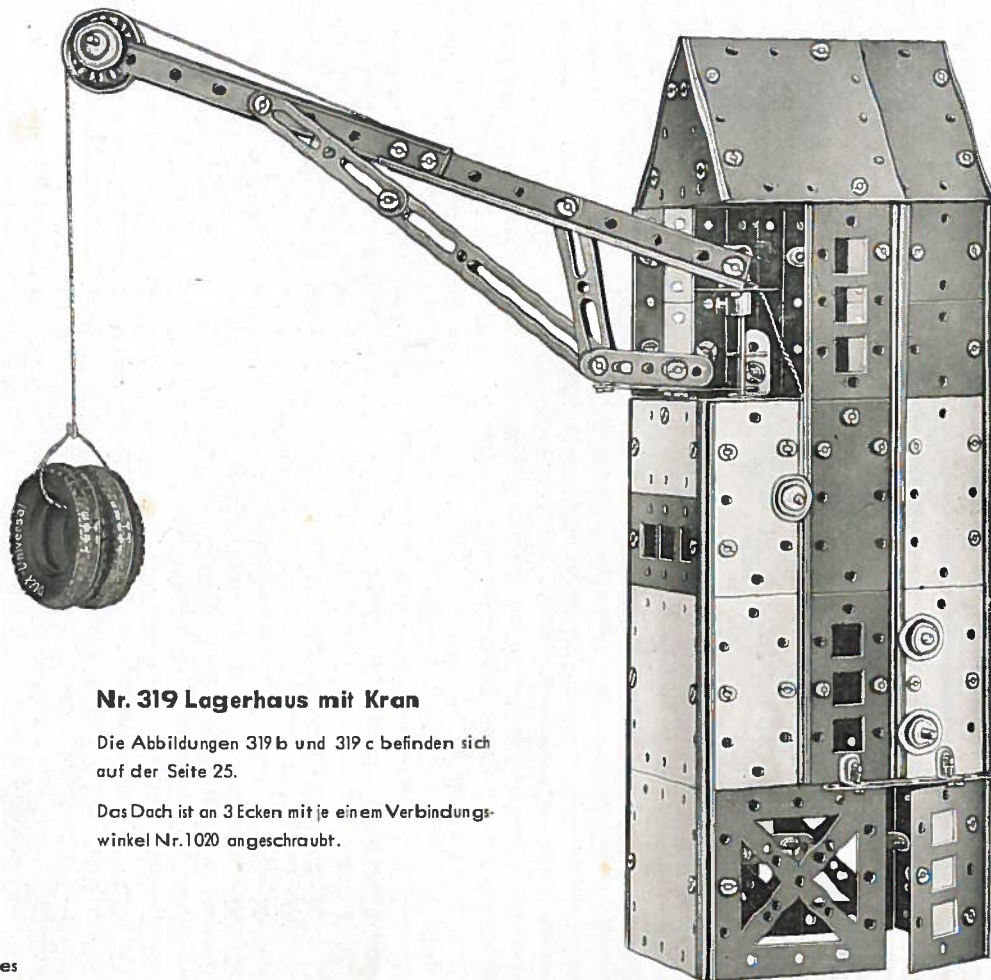 Universal
Nr. 319 Lagerhaus mit Kran
Die Abbildungen 319 b und 319 c befinden sich
auf der Seite 25.
Das Dach ist an 3 Ecken mit je einem Verbindungs-
winkel Nr. 1020 angeschraubt.
es